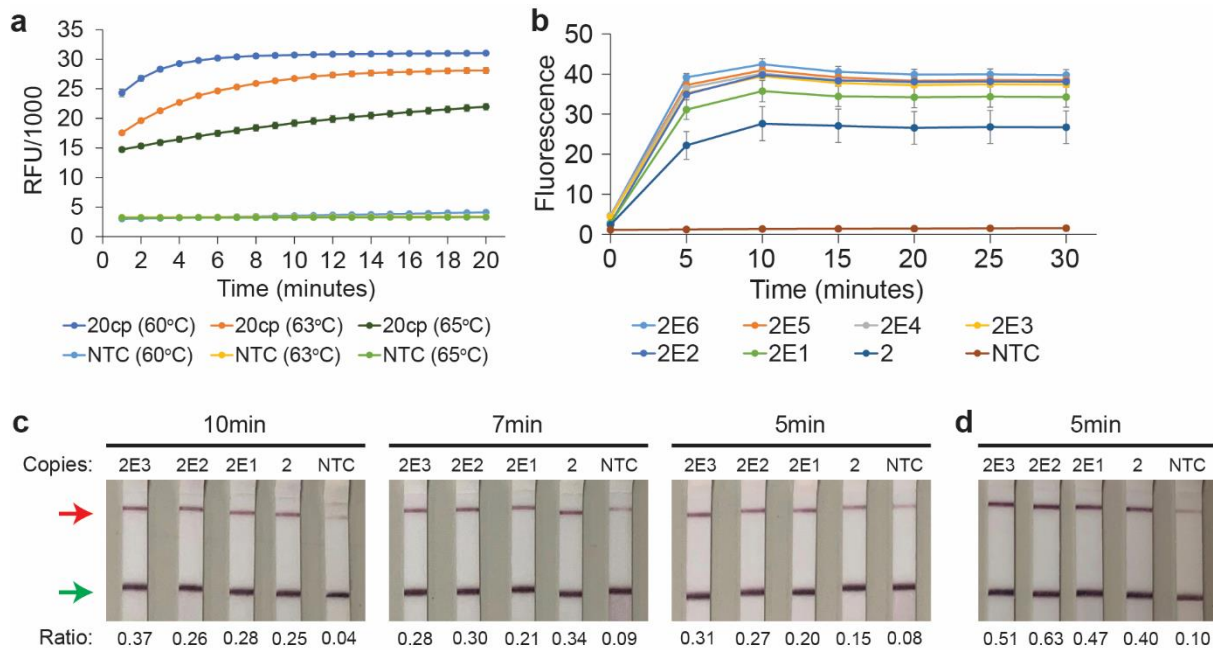 a
35
30
25
20
15
10
5
0
RFU/1000
0 2 4 6 8 10 12 14 16 18 20
Time (minutes)
20cp (60°C) 20cp (63°C) 20cp (65°C)
NTC (60°C) NTC (63°C) NTC (65°C)
b
50
40
30
20
10
0
Fluorescence
0 5 10 15 20 25 30
Time (minutes)
2E6 2E5 2E4 2E3
2E2 2E1 2 NTC
c
10min 7min 5min
Copies: 2E3 2E2 2E1 2 NTC 2E3 2E2 2E1 2 NTC 2E3 2E2 2E1 2 NTC
Ratio: 0.37 0.26 0.28 0.25 0.04 0.28 0.30 0.21 0.34 0.09 0.31 0.27 0.20 0.15 0.08
d
5min
2E3 2E2 2E1 2 NTC
0.51 0.63 0.47 0.40 0.10